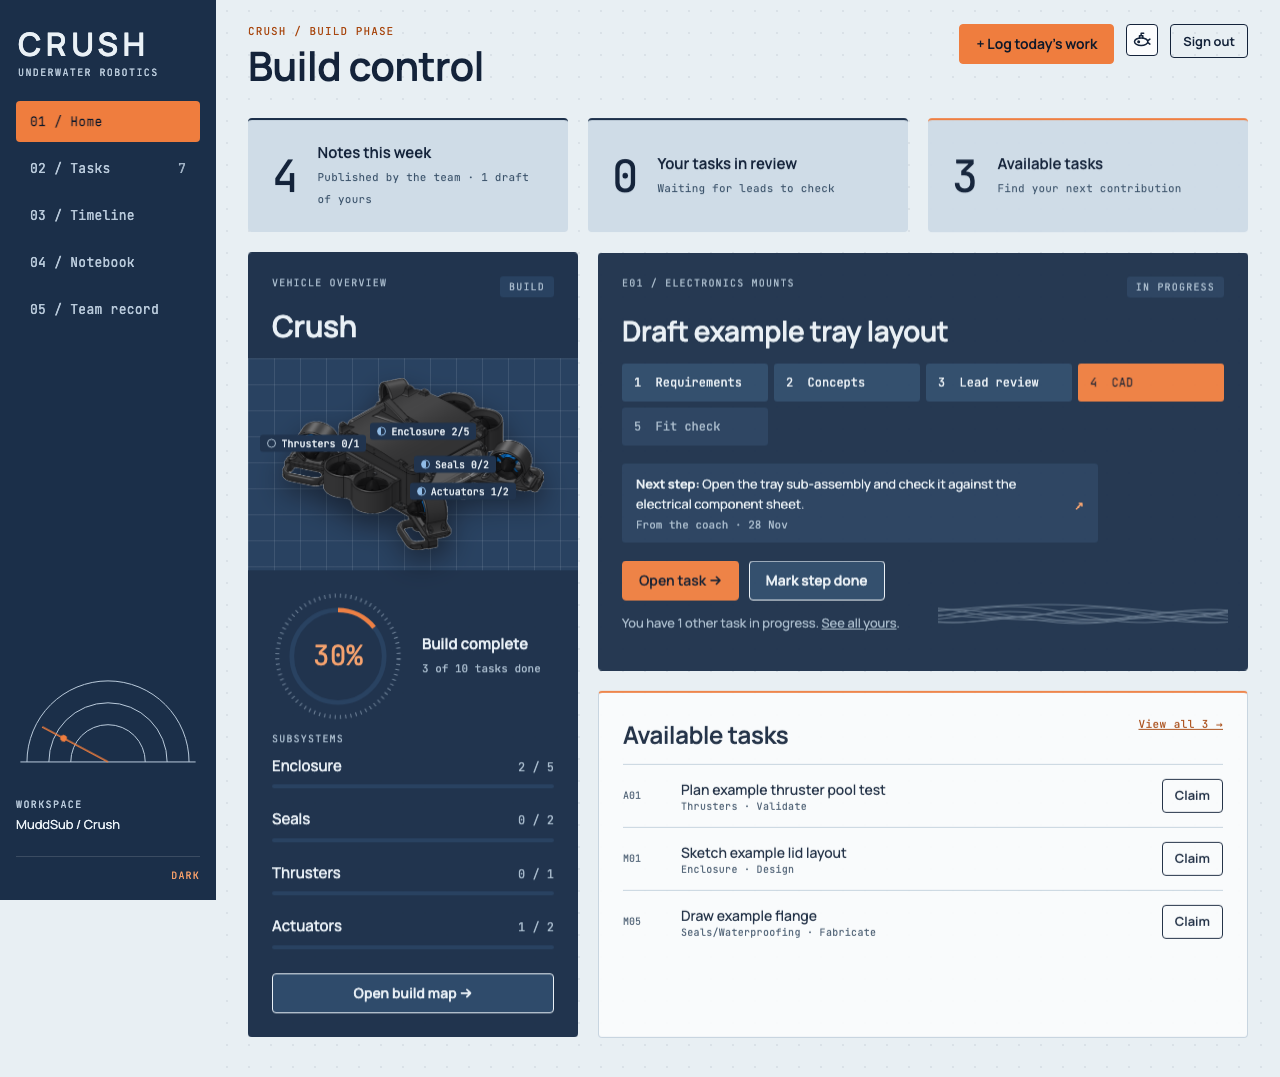 CRUSH
UNDERWATER ROBOTICS
01 / Home
02 / Tasks 7
03 / Timeline
04 / Notebook
05 / Team record
WORKSPACE
MuddSub / Crush
DARK
CRUSH / BUILD PHASE
Build control
+ Log today's work
Sign out
4
Notes this week
Published by the team · 1 draft
of yours
0
Your tasks in review
Waiting for leads to check
3
Available tasks
Find your next contribution
VEHICLE OVERVIEW
BUILD
Crush
Enclosure 2/5
Thrusters 0/1
Seals 0/2
Actuators 1/2
30%
Build complete
3 of 10 tasks done
SUBSYSTEMS
Enclosure 2 / 5
Seals 0 / 2
Thrusters 0 / 1
Actuators 1 / 2
Open build map →
E01 / ELECTRONICS MOUNTS
IN PROGRESS
Draft example tray layout
1 Requirements
2 Concepts
3 Lead review
4 CAD
5 Fit check
Next step: Open the tray sub-assembly and check it against the
electrical component sheet.
From the coach · 28 Nov
↗
Open task →
Mark step done
You have 1 other task in progress. See all yours.
Available tasks
View all 3 →
A01
Plan example thruster pool test
Thrusters · Validate
Claim
M01
Sketch example lid layout
Enclosure · Design
Claim
M05
Draw example flange
Seals/Waterproofing · Fabricate
Claim